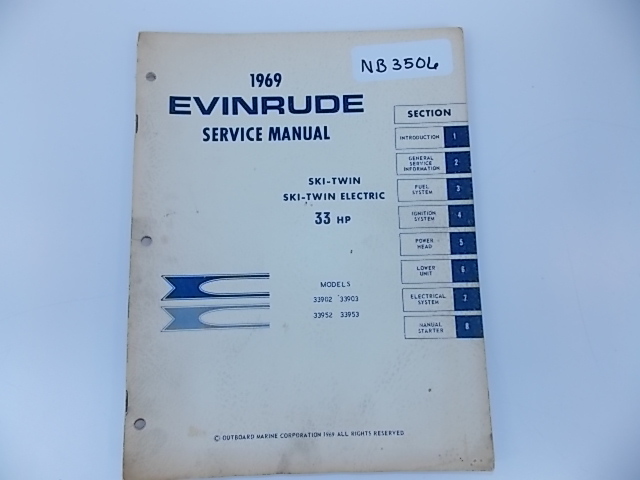 NB3506
1969
EVINRUDE
SERVICE MANUAL
SKI-TWIN
SKI-TWIN ELECTRIC
33 HP
MODELS
33902 33903
33952 33953
SECTION
INTRODUCTION 1
GENERAL
SERVICE
INFORMATION 2
FUEL
SYSTEM 3
IGNITION
SYSTEM 4
POWER
HEAD 5
LOWER
UNIT 6
ELECTRICAL
SYSTEM 7
MANUAL
STARTER 8
© OUTBOARD MARINE CORPORATION 1969 ALL RIGHTS RESERVED